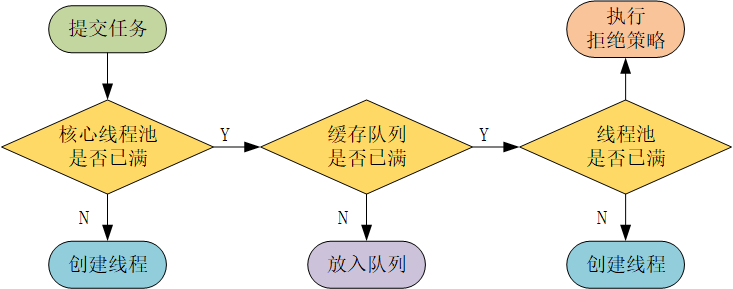 提交任务
执行
拒绝策略
核心线程池
是否已满
Y
缓存队列
是否已满
Y
线程池
是否已满
N
N
N
创建线程
放入队列
创建线程